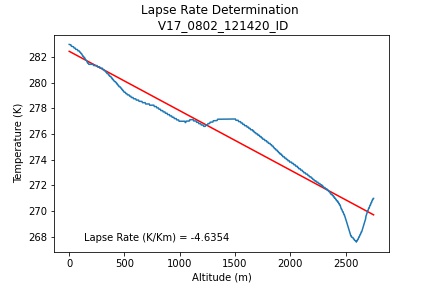 Lapse Rate Determination
V17_0802_121420_ID
282
280
278
276
274
272
270
268
Temperature (K)
Lapse Rate (K/Km) = -4.6354
0 500 1000 1500 2000 2500
Altitude (m)